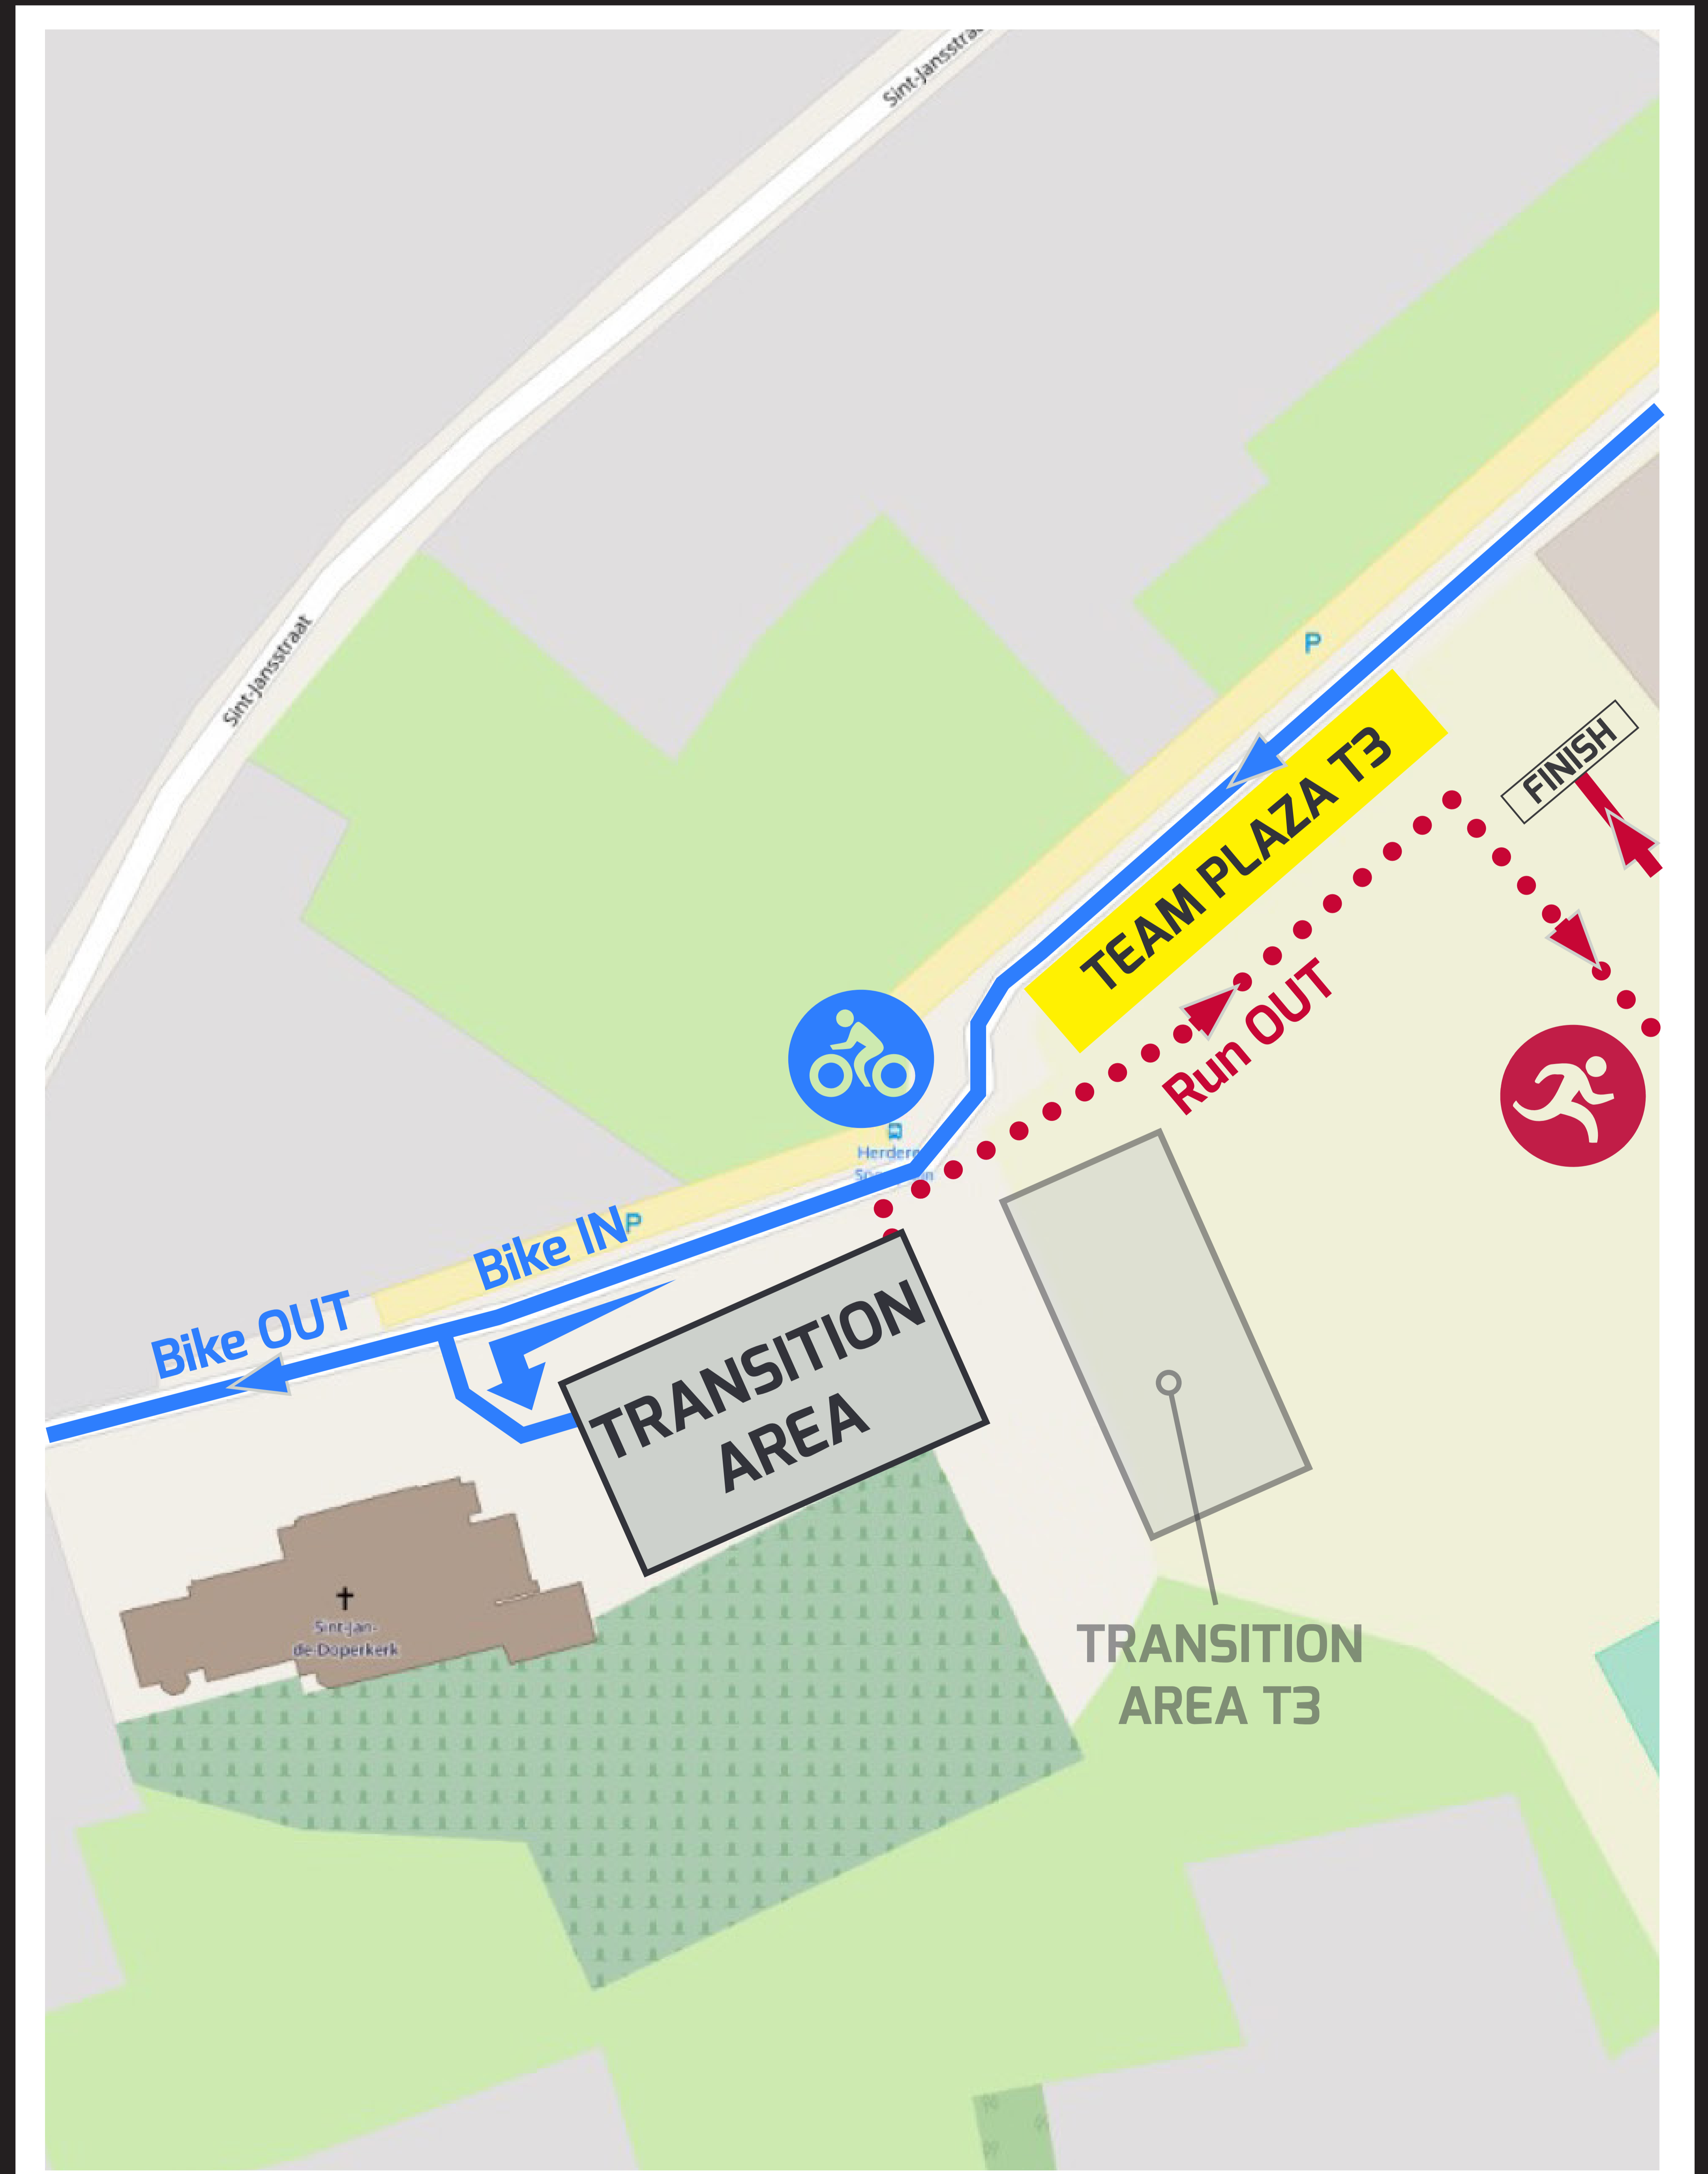 Sint-Jansstraat
Sint-Jansstraat
P
FINISH
TEAM PLAZA T3
Run OUT
P
Bike IN
Bike OUT
TRANSITION
AREA
Sint-Jan-
de-Doperkerk
TRANSITION
AREA T3